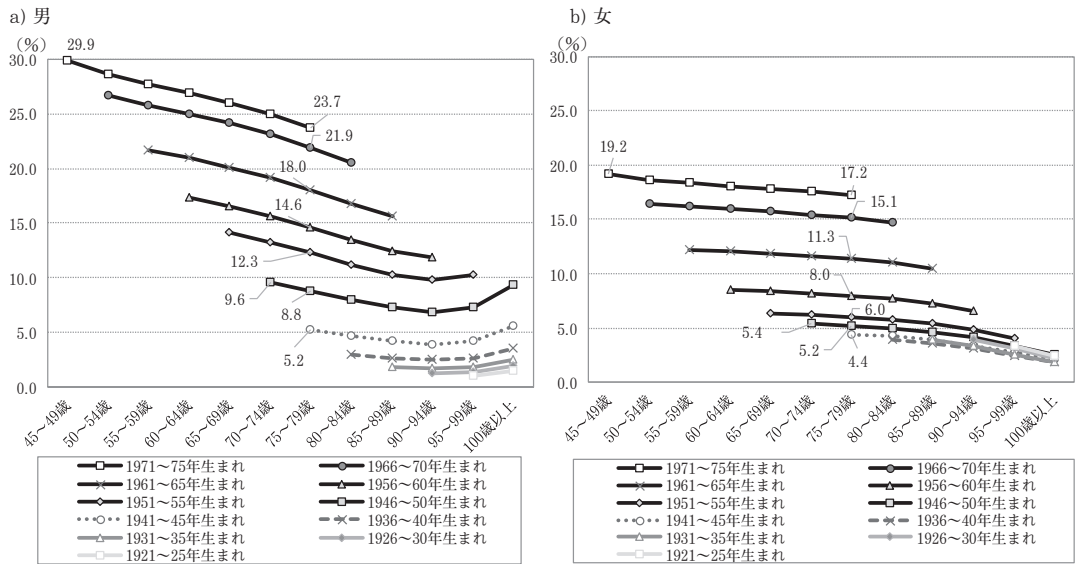 a) 男
(%)
30.0
25.0
20.0
15.0
10.0
5.0
0.0
29.9
23.7
21.9
18.0
14.6
12.3
9.6
8.8
5.2
45～49歳
50～54歳
55～59歳
60～64歳
65～69歳
70～74歳
75～79歳
80～84歳
85～89歳
90～94歳
95～99歳
100歳以上
1971～75年生まれ
1966～70年生まれ
1961～65年生まれ
1956～60年生まれ
1951～55年生まれ
1946～50年生まれ
1941～45年生まれ
1936～40年生まれ
1931～35年生まれ
1926～30年生まれ
1921～25年生まれ
b) 女
(%)
30.0
25.0
20.0
15.0
10.0
5.0
0.0
19.2
17.2
15.1
11.3
8.0
6.0
5.4
5.2
4.4
45～49歳
50～54歳
55～59歳
60～64歳
65～69歳
70～74歳
75～79歳
80～84歳
85～89歳
90～94歳
95～99歳
100歳以上
1971～75年生まれ
1966～70年生まれ
1961～65年生まれ
1956～60年生まれ
1951～55年生まれ
1946～50年生まれ
1941～45年生まれ
1936～40年生まれ
1931～35年生まれ
1926～30年生まれ
1921～25年生まれ